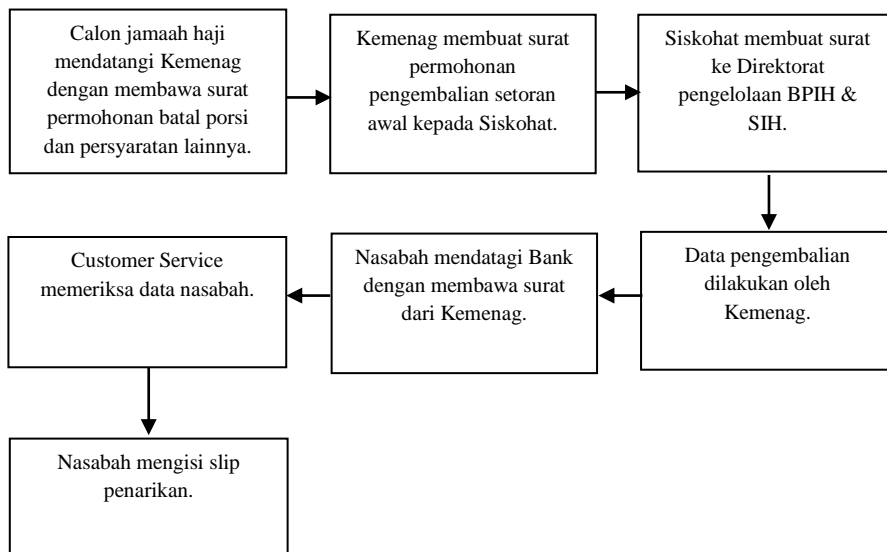 Calon jamaah haji
mendatangi Kemenag
dengan membawa surat
permohonan batal porsi
dan persyaratan lainnya.
Kemenag membuat surat
permohonan
pengembalian setoran
awal kepada Siskohat.
Siskohat membuat surat
ke Direktorat
pengelolaan BPIH &
SIH.
Data pengembalian
dilakukan oleh
Kemenag.
Nasabah mendatagi Bank
dengan membawa surat
dari Kemenag.
Customer Service
memeriksa data nasabah.
Nasabah mengisi slip
penarikan.